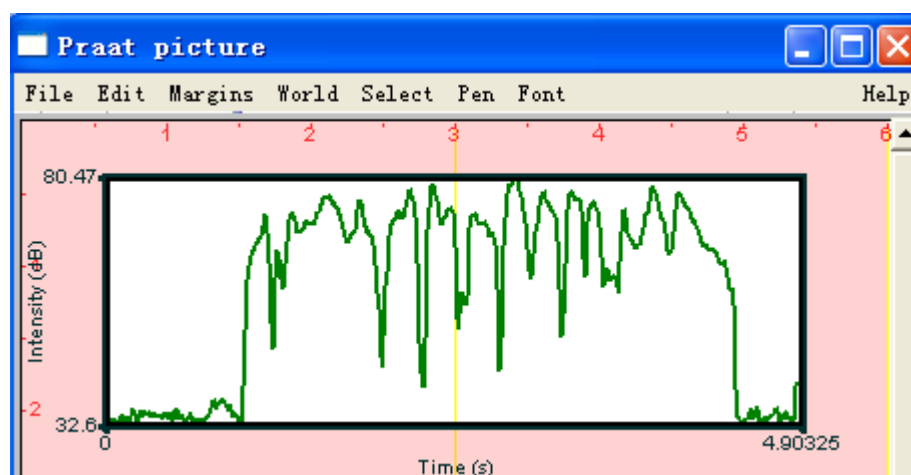 Praat picture
File Edit Margins World Select Pen Font Help
1 2 3 4 5 6
80.47
Intensity (dB)
2
32.6
0 4.90325
Time (s)